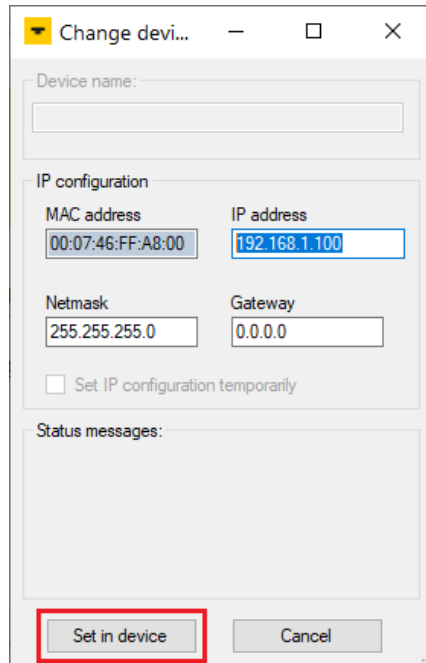 Change devi...
Device name:
IP configuration
MAC address IP address
00:07:46:FF:A8:00 192.168.1.100
Netmask Gateway
255.255.255.0 0.0.0.0
Set IP configuration temporarily
Status messages:
Set in device Cancel